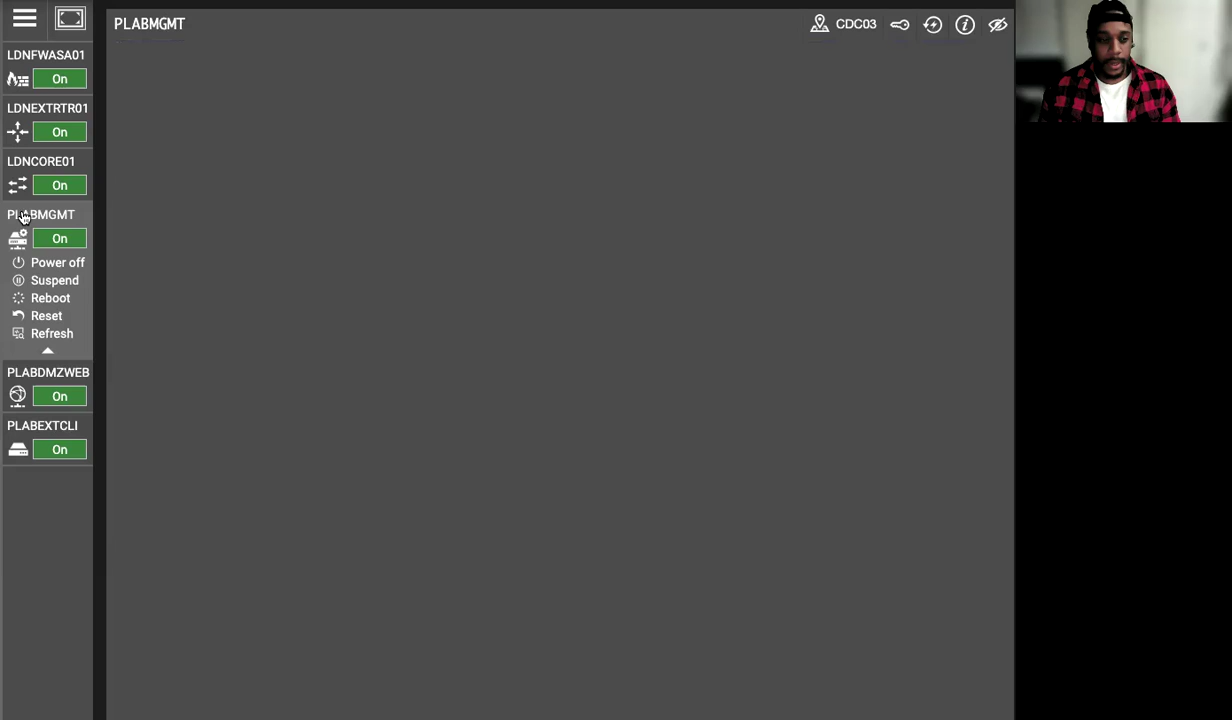 LDNFWASA01
On
LDNEXTRTR01
On
LDNCORE01
On
PLABMGMT
On
Power off
Suspend
Reboot
Reset
Refresh
PLABDMZWEB
On
PLABEXTCLI
On
PLABMGMT
CDC03